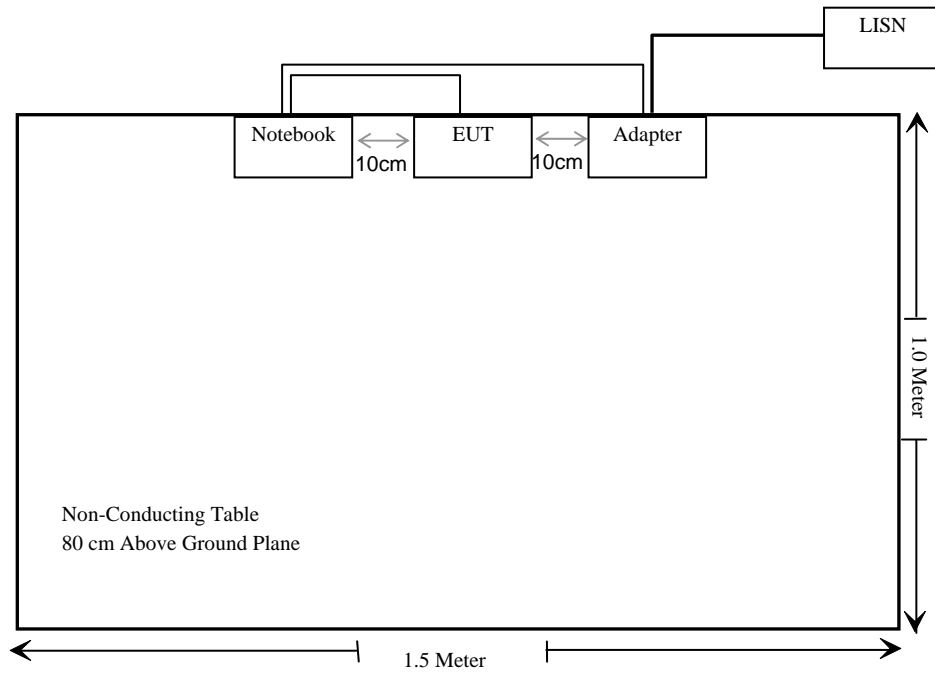 LISN
Notebook
EUT
Adapter
10cm
10cm
1.0 Meter
Non-Conducting Table
80 cm Above Ground Plane
1.5 Meter